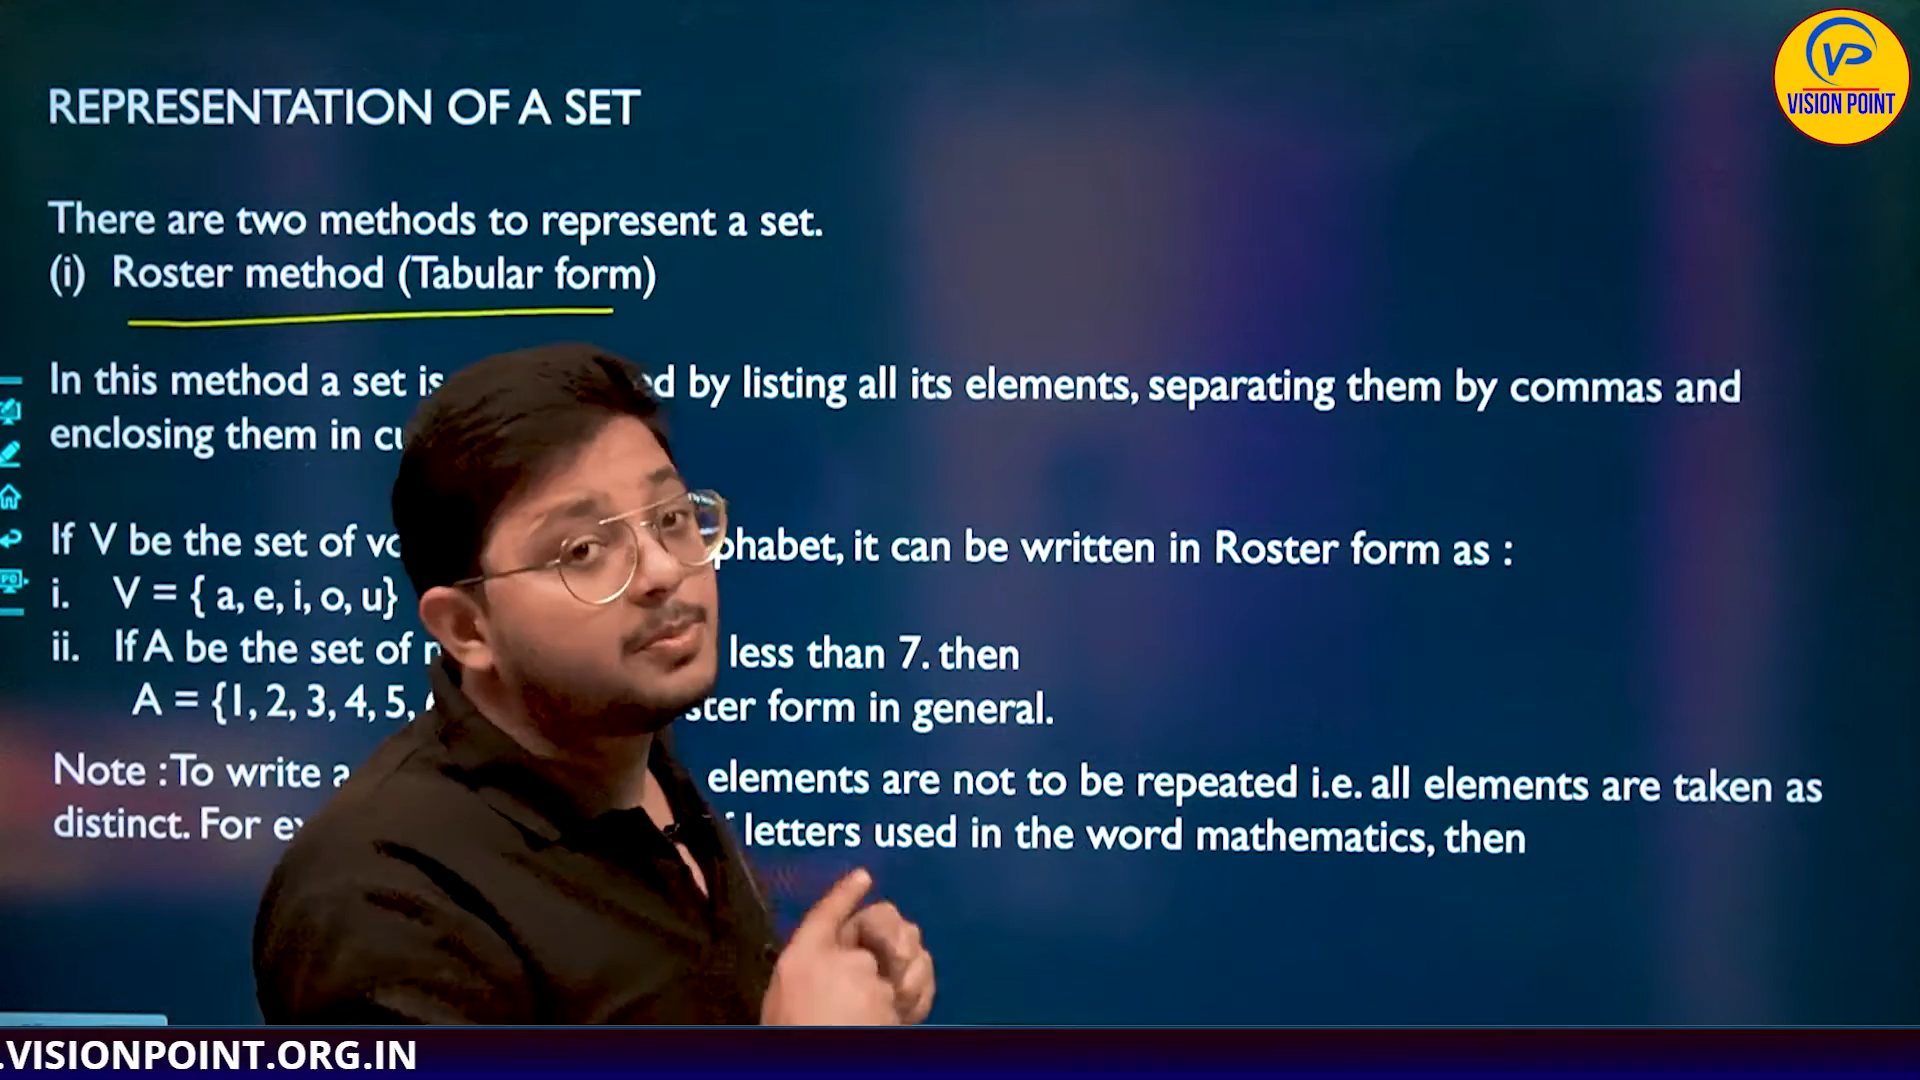 REPRESENTATION OF A SET
VP
VISION POINT
There are two methods to represent a set.
(i) Roster method (Tabular form)
In this method a set is by listing all its elements, separating them by commas and
enclosing them in
If V be the set of it can be written in Roster form as :
i. V = { a, e, i, o, u}
ii. If A be the set of less than 7. then
A = {1, 2, 3, 4, 5, form in general.
Note : To write elements are not to be repeated i.e. all elements are taken as
distinct. For letters used in the word mathematics, then
.VISIONPOINT.ORG.IN